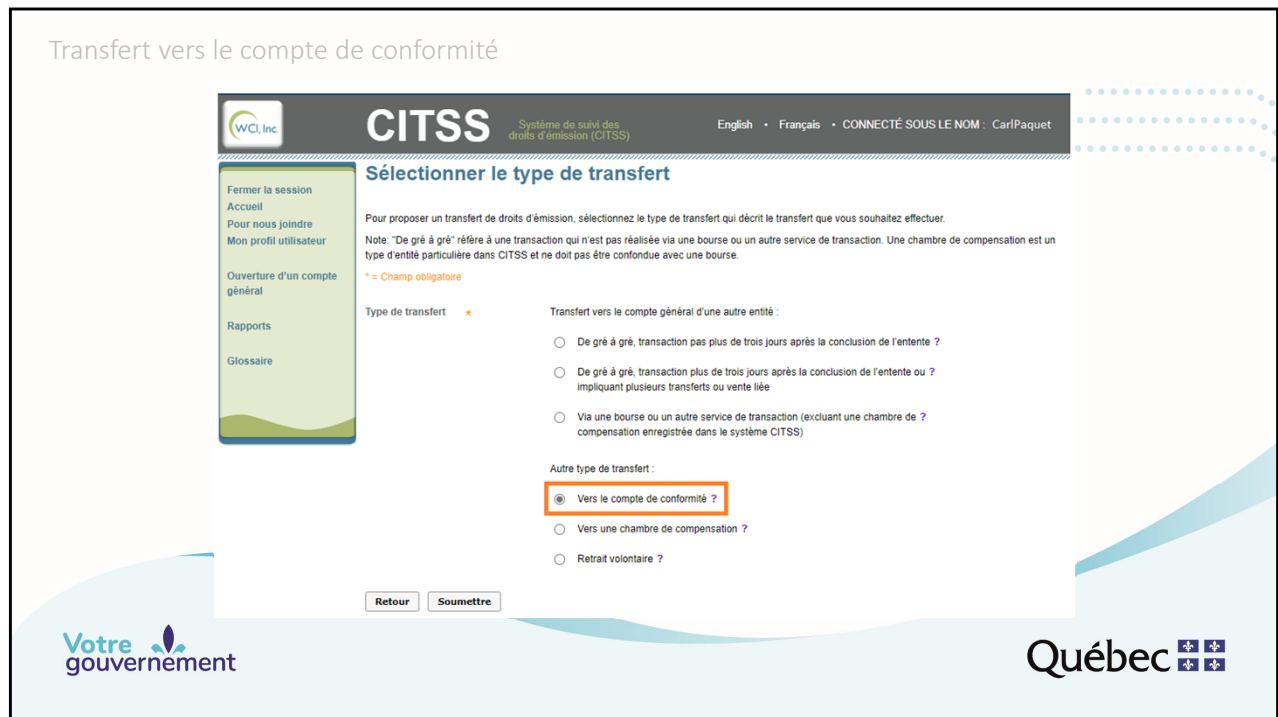 Transfert vers le compte de conformité
WCI, Inc.
CITSS
Système de suivi des
droits d'émission (CITSS)
English • Français • CONNECTÉ SOUS LE NOM : CarlPaquet
Fermer la session
Accueil
Pour nous joindre
Mon profil utilisateur
Ouverture d'un compte
général
Rapports
Glossaire
Sélectionner le type de transfert
Pour proposer un transfert de droits d'émission, sélectionnez le type de transfert qui décrit le transfert que vous souhaitez effectuer.
Note: "De gré à gré" réfère à une transaction qui n'est pas réalisée via une bourse ou un autre service de transaction. Une chambre de compensation est un
type d'entité particulière dans CITSS et ne doit pas être confondue avec une bourse.
* = Champ obligatoire
Type de transfert *
Transfert vers le compte général d'une autre entité :
De gré à gré, transaction pas plus de trois jours après la conclusion de l'entente ?
De gré à gré, transaction plus de trois jours après la conclusion de l'entente ou ?
impliquant plusieurs transferts ou vente liée
Via une bourse ou un autre service de transaction (excluant une chambre de ?
compensation enregistrée dans le système CITSS)
Autre type de transfert :
Vers le compte de conformité ?
Vers une chambre de compensation ?
Retrait volontaire ?
Retour Soumettre
Votre
gouvernement
Québec